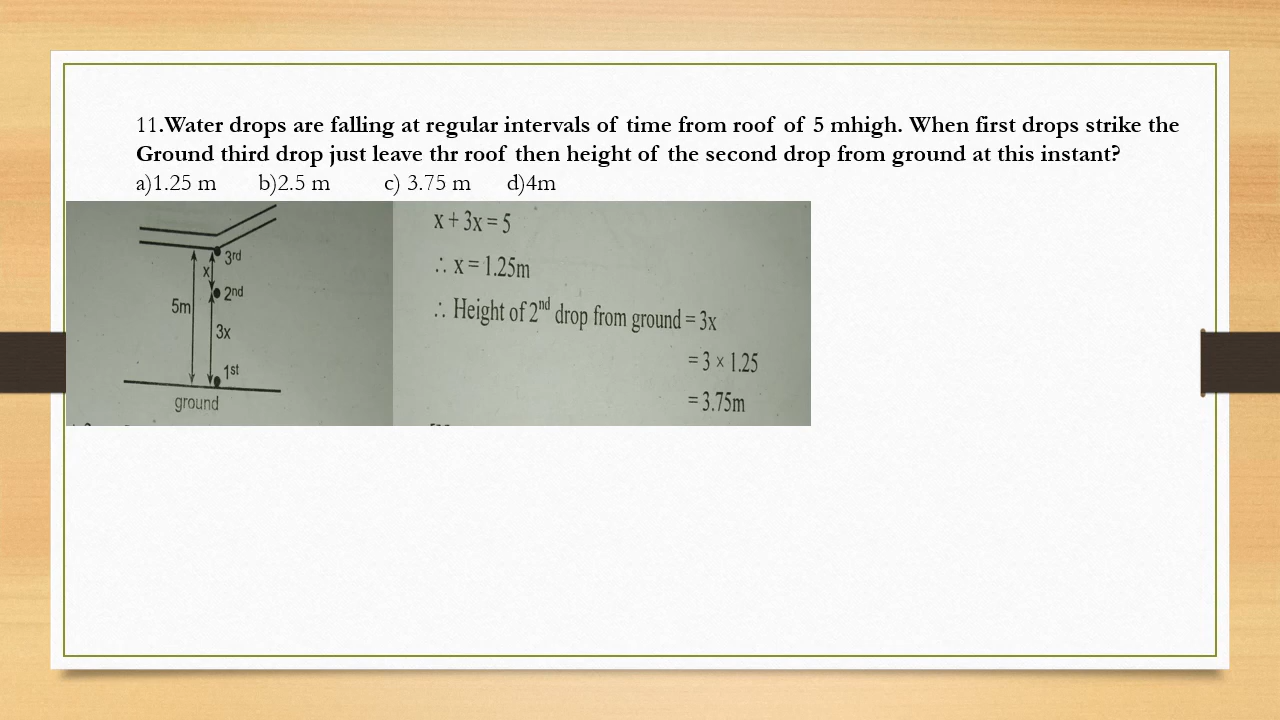 11.Water drops are falling at regular intervals of time from roof of 5 mhigh. When first drops strike the
Ground third drop just leave thr roof then height of the second drop from ground at this instant?
a)1.25 m b)2.5 m c) 3.75 m d)4m
3rd
x
2nd
5m
3x
1st
ground
x + 3x = 5
∴ x = 1.25m
∴ Height of 2nd drop from ground = 3x
= 3 × 1.25
= 3.75m